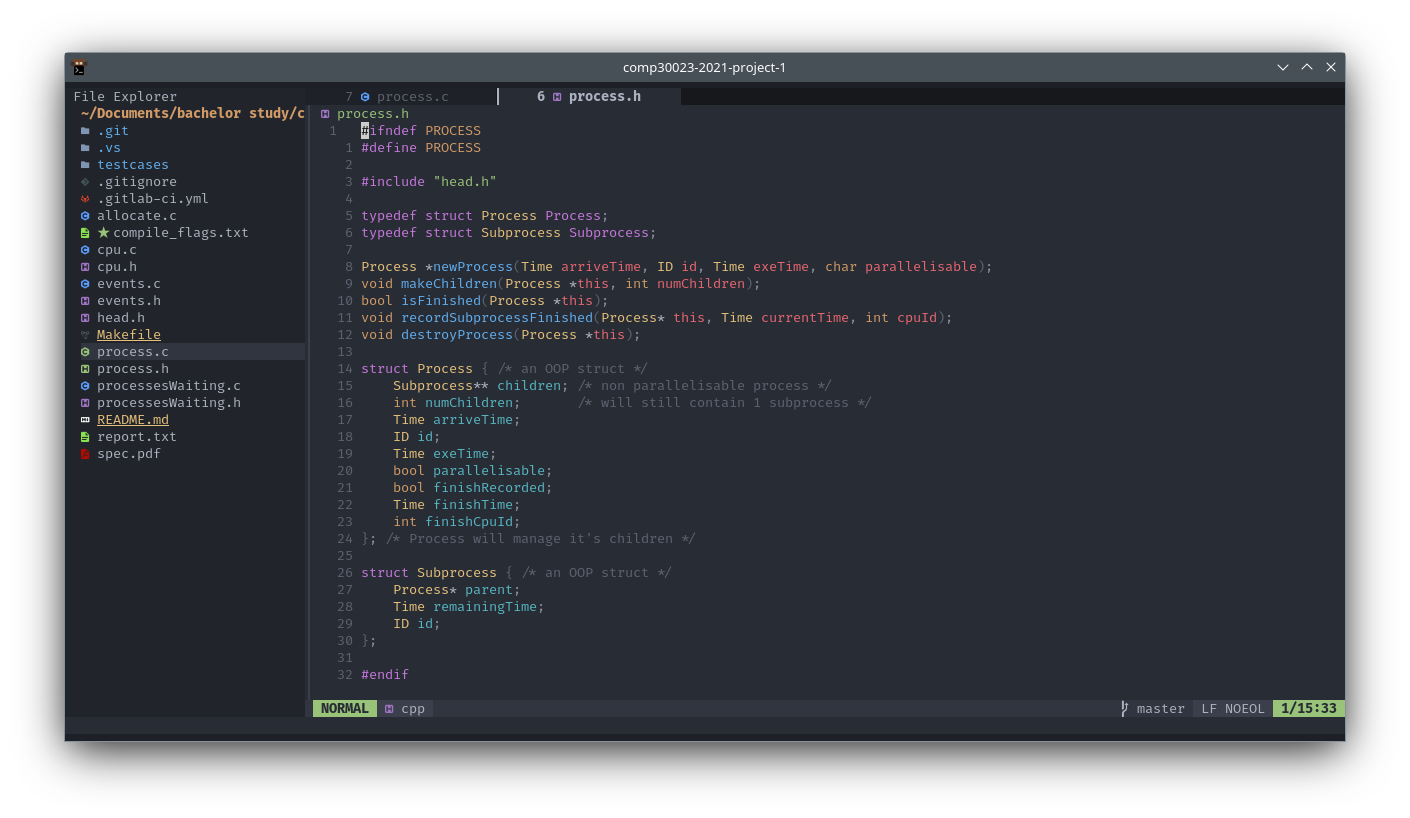 comp30023-2021-project-1
File Explorer
~/Documents/bachelor study/c
.git
.vs
testcases
.gitignore
.gitlab-ci.yml
allocate.c
★ compile_flags.txt
cpu.c
cpu.h
events.c
events.h
head.h
Makefile
process.c
process.h
processesWaiting.c
processesWaiting.h
README.md
report.txt
spec.pdf
7 process.c 6 process.h
process.h
1 #ifndef PROCESS
1 #define PROCESS
2
3 #include "head.h"
4
5 typedef struct Process Process;
6 typedef struct Subprocess Subprocess;
7
8 Process *newProcess(Time arriveTime, ID id, Time exeTime, char parallelisable);
9 void makeChildren(Process *this, int numChildren);
10 bool isFinished(Process *this);
11 void recordSubprocessFinished(Process* this, Time currentTime, int cpuId);
12 void destroyProcess(Process *this);
13
14 struct Process { /* an OOP struct */
15     Subprocess** children; /* non parallelisable process */
16     int numChildren;       /* will still contain 1 subprocess */
17     Time arriveTime;
18     ID id;
19     Time exeTime;
20     bool parallelisable;
21     bool finishRecorded;
22     Time finishTime;
23     int finishCpuId;
24 }; /* Process will manage it's children */
25
26 struct Subprocess { /* an OOP struct */
27     Process* parent;
28     Time remainingTime;
29     ID id;
30 };
31
32 #endif
NORMAL cpp master LF NOEOL 1/15:33